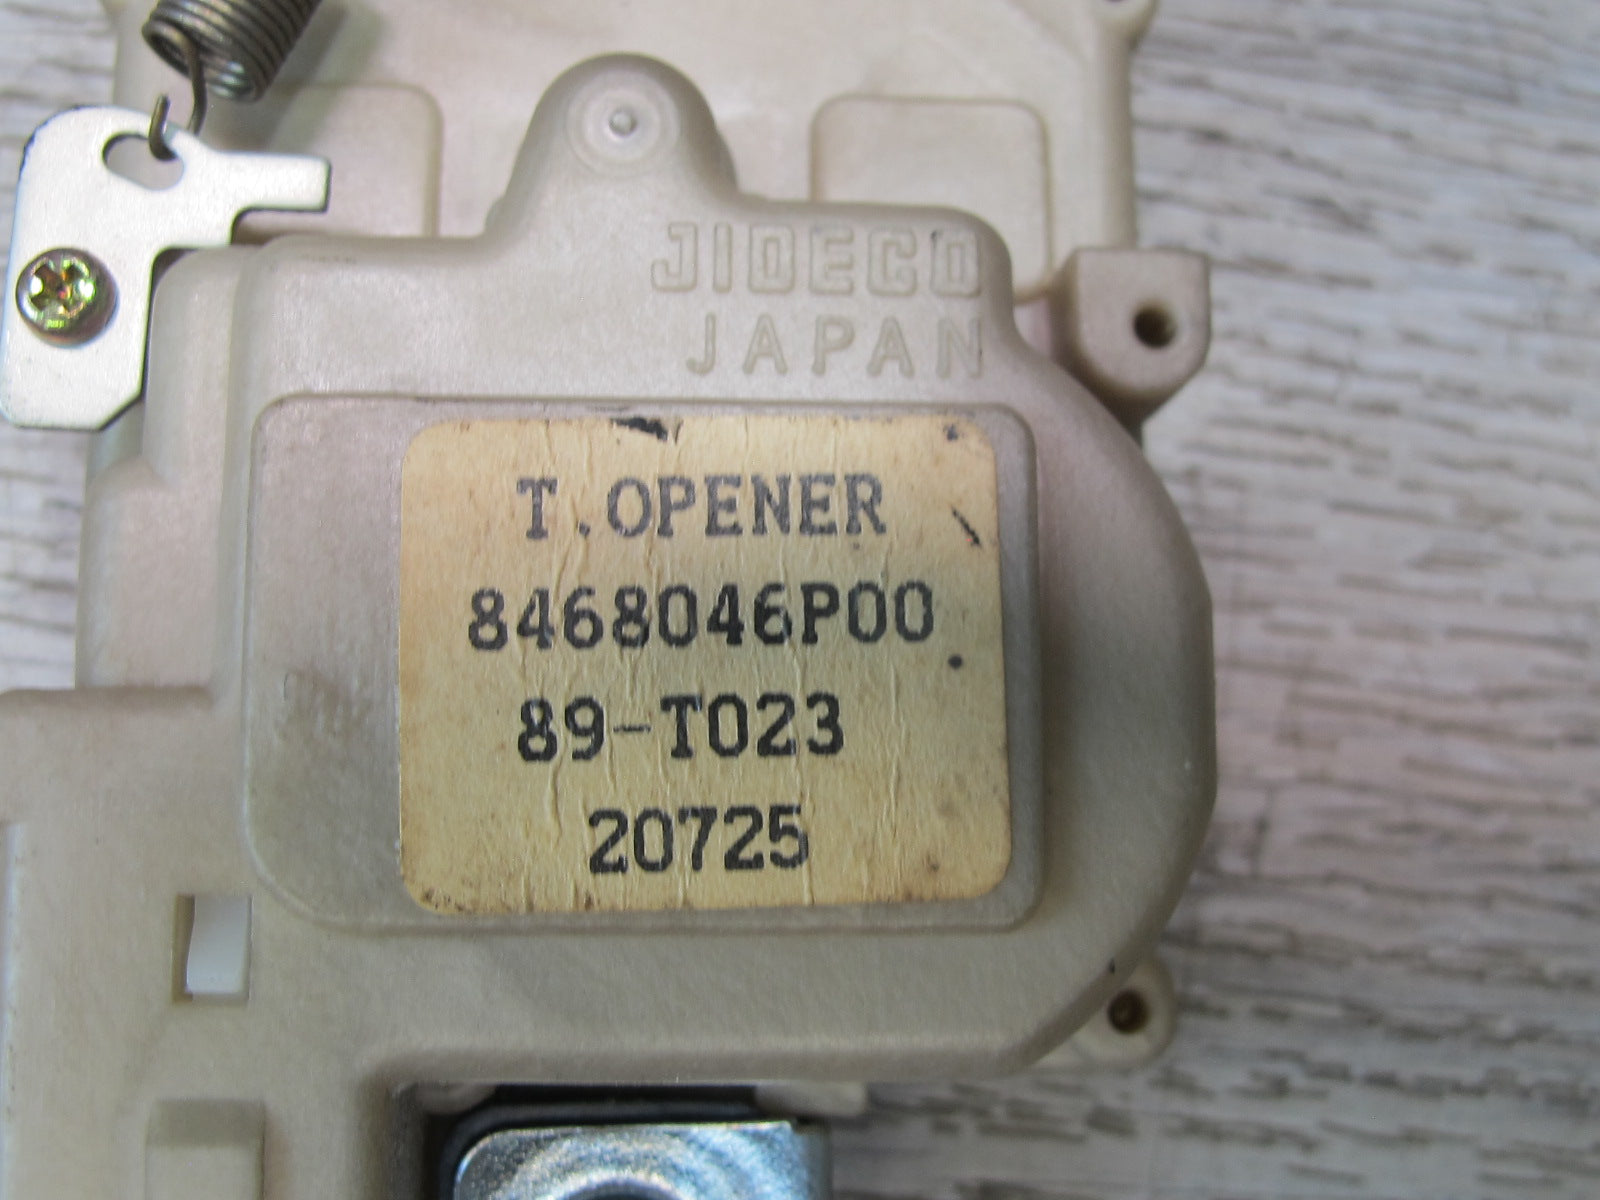 JIDECO
JAPAN
T.OPENER
8468046P00
89-T023
20725